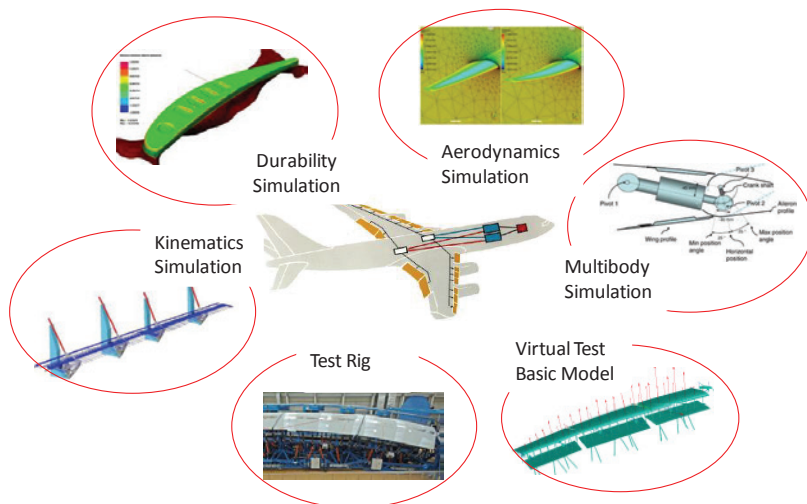 Durability
Simulation
Aerodynamics
Simulation
Kinematics
Simulation
Pivot 3
Crank shaft
Pivot 1
Pivot 2
Aileron
profile
Wing profile
Min position
angle
Max position
angle
Horizontal
position
Multibody
Simulation
Test Rig
Virtual Test
Basic Model